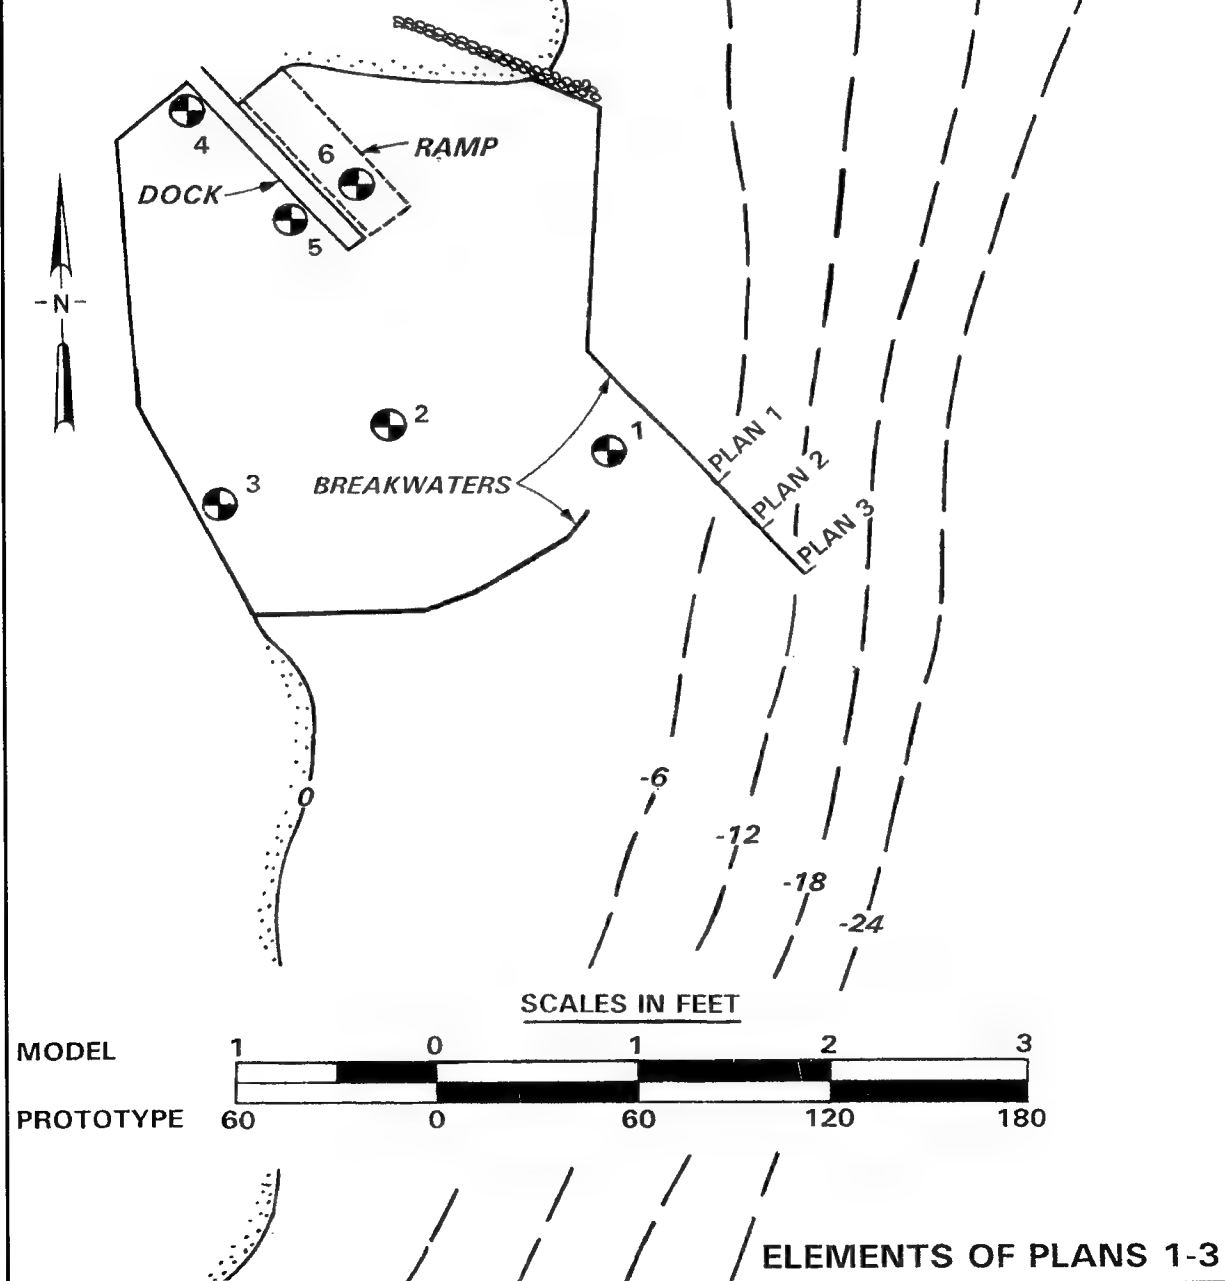 4
6
RAMP
DOCK
5
-N-
2
1
3
BREAKWATERS
PLAN 1
PLAN 2
PLAN 3
-6
0
-12
-18
-24
SCALES IN FEET
MODEL 1 0 1 2 3
PROTOTYPE 60 0 60 120 180
ELEMENTS OF PLANS 1-3